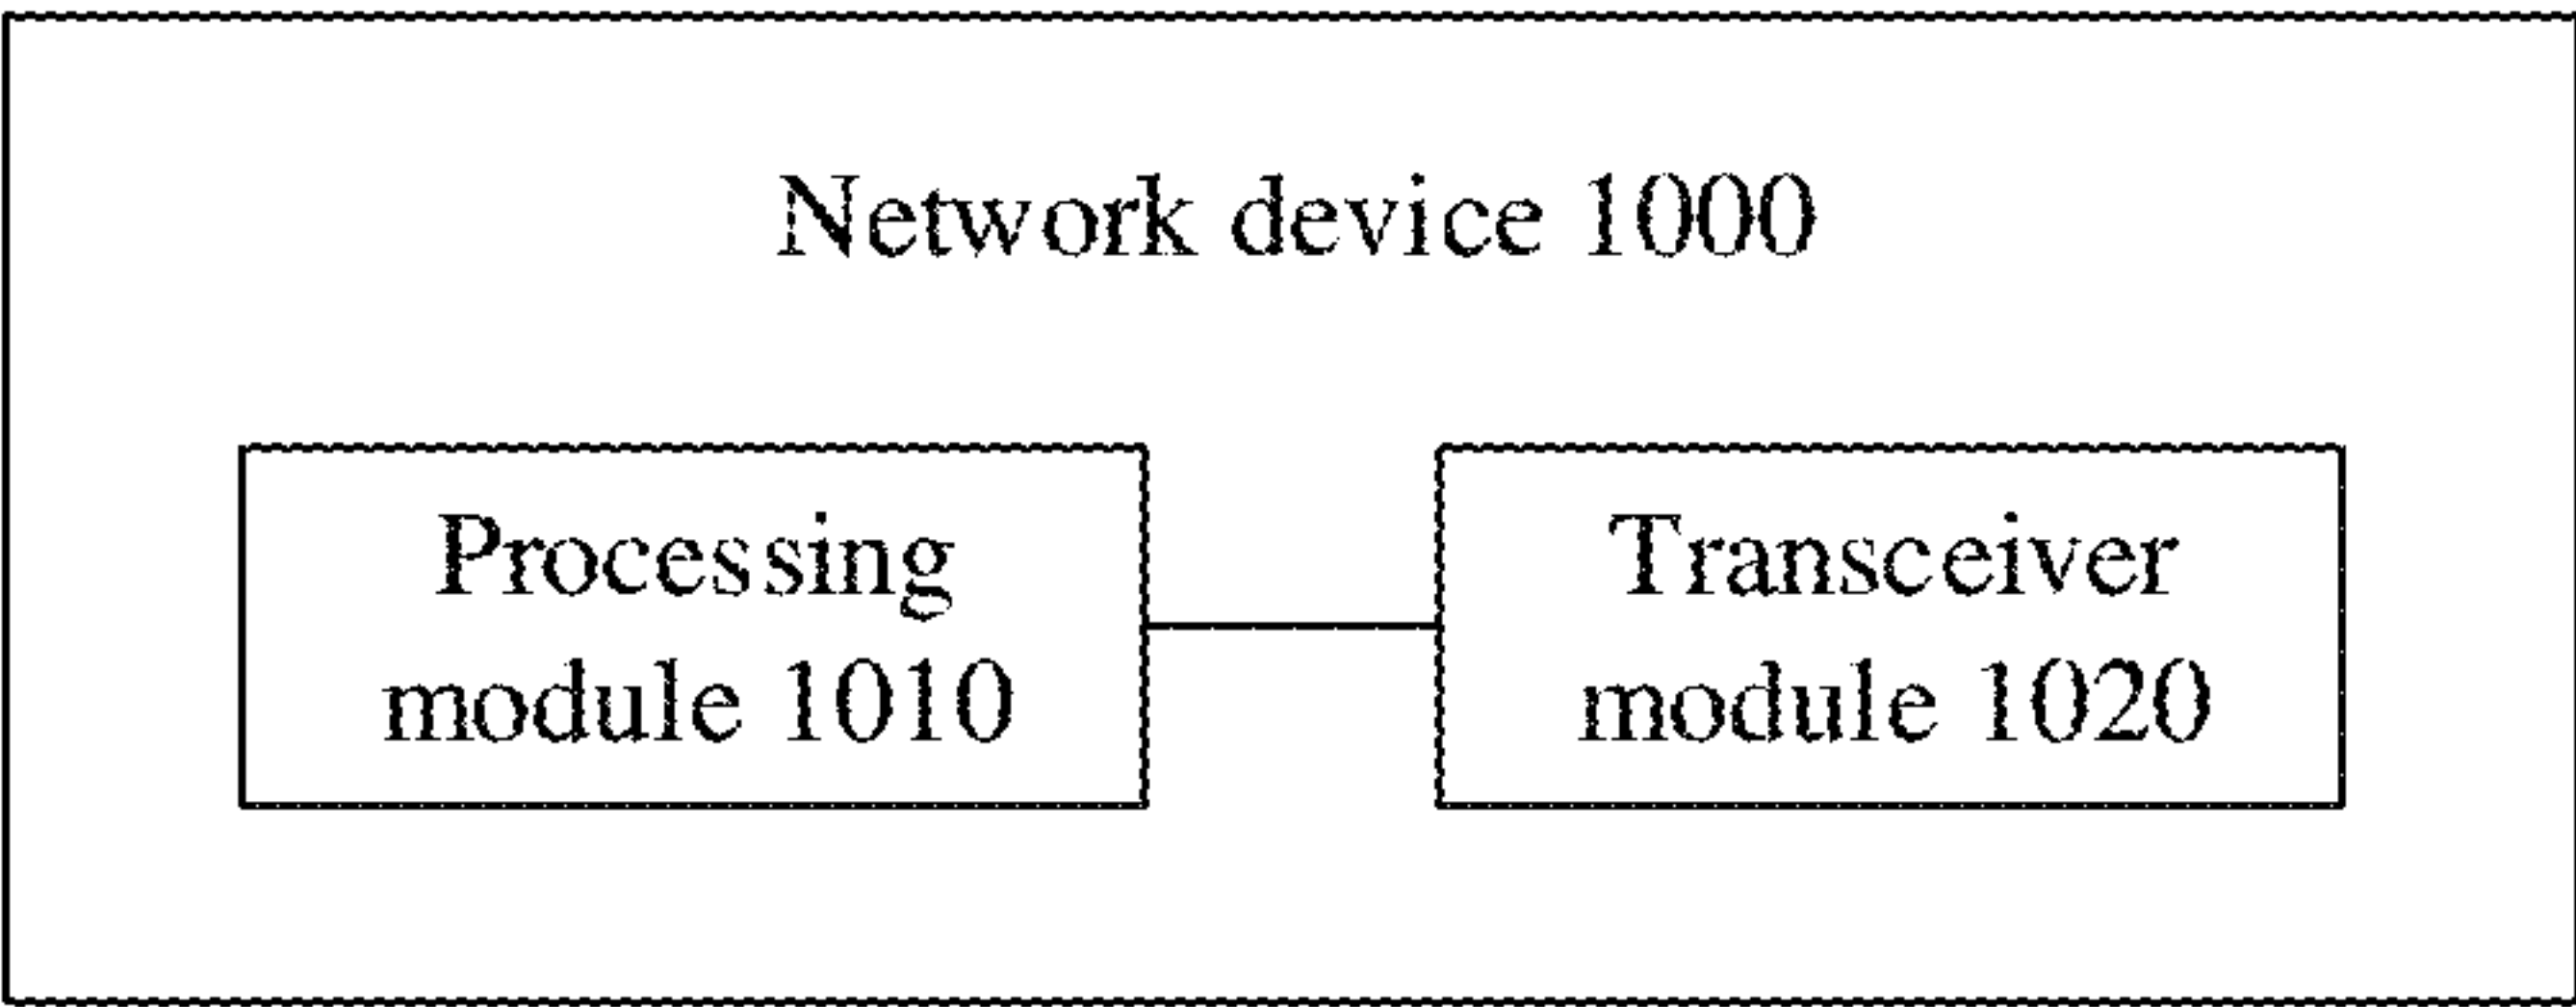 Network device 1000
Processing
module 1010
Transceiver
module 1020